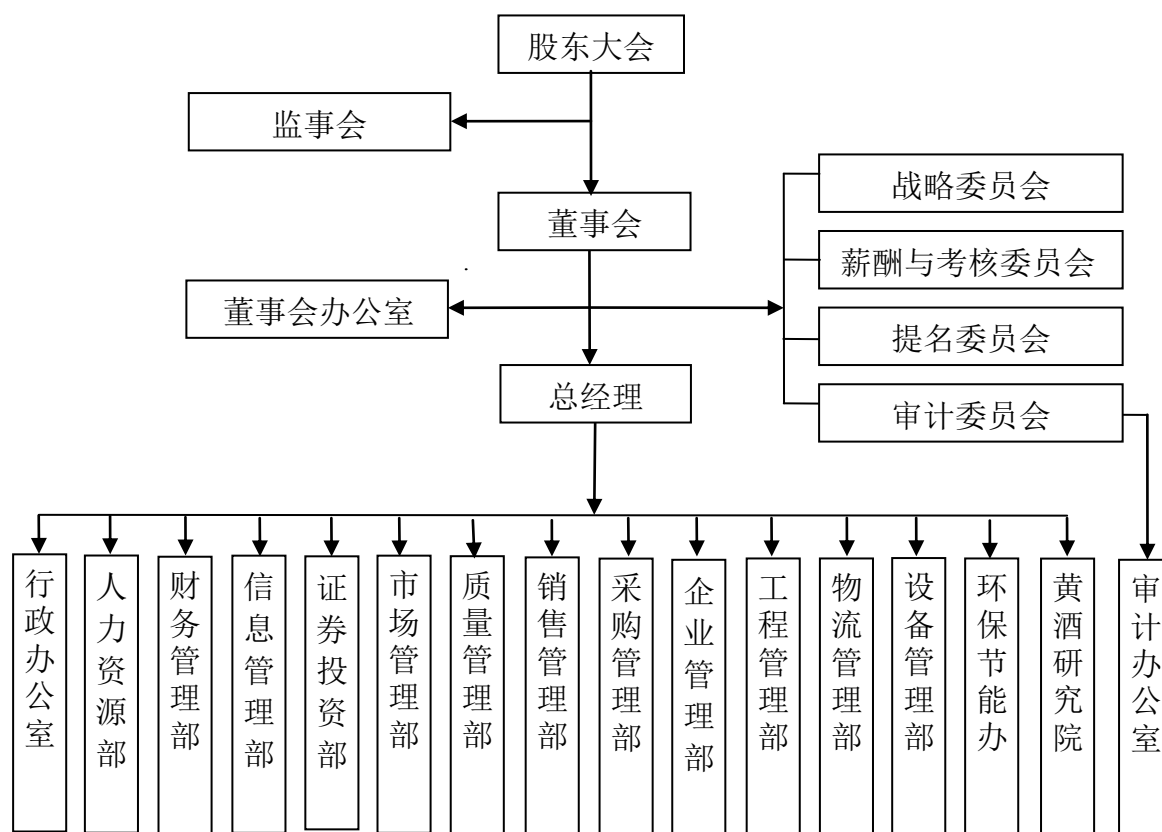 股东大会
监事会
战略委员会
董事会
薪酬与考核委员会
董事会办公室
提名委员会
总经理
审计委员会
行政办公室
人力资源部
财务管理部
信息管理部
证券投资部
市场管理部
质量管理部
销售管理部
采购管理部
企业管理部
工程管理部
物流管理部
设备管理部
环保节能办
黄酒研究院
审计办公室